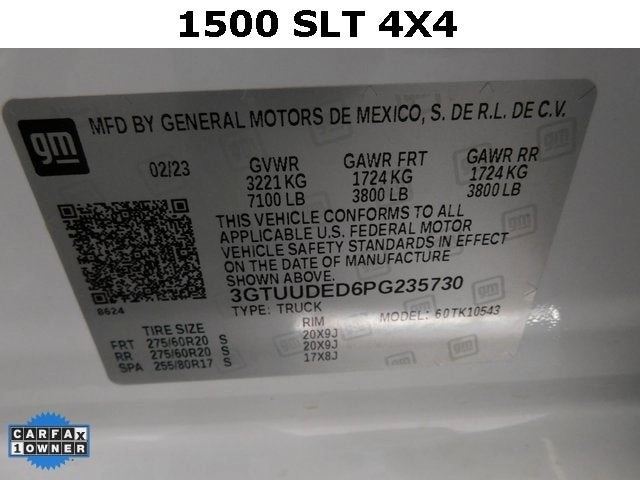 1500 SLT 4X4
gm
MFD BY GENERAL MOTORS DE MEXICO, S. DE R.L. DE C.V.
02/23 GVWR GAWR FRT GAWR RR
3221 KG 1724 KG 1724 KG
7100 LB 3800 LB 3800 LB
THIS VEHICLE CONFORMS TO ALL
APPLICABLE U.S. FEDERAL MOTOR
VEHICLE SAFETY STANDARDS IN EFFECT
ON THE DATE OF MANUFACTURE
SHOWN ABOVE.
3GTUUDED6PG235730
TYPE: TRUCK MODEL: 60TK10543
8624
TIRE SIZE RIM
FRT 275/60R20 S 20X9J
RR 275/60R20 S 20X9J
SPA 255/80R17 S 17X8J
CARFAX
1 OWNER